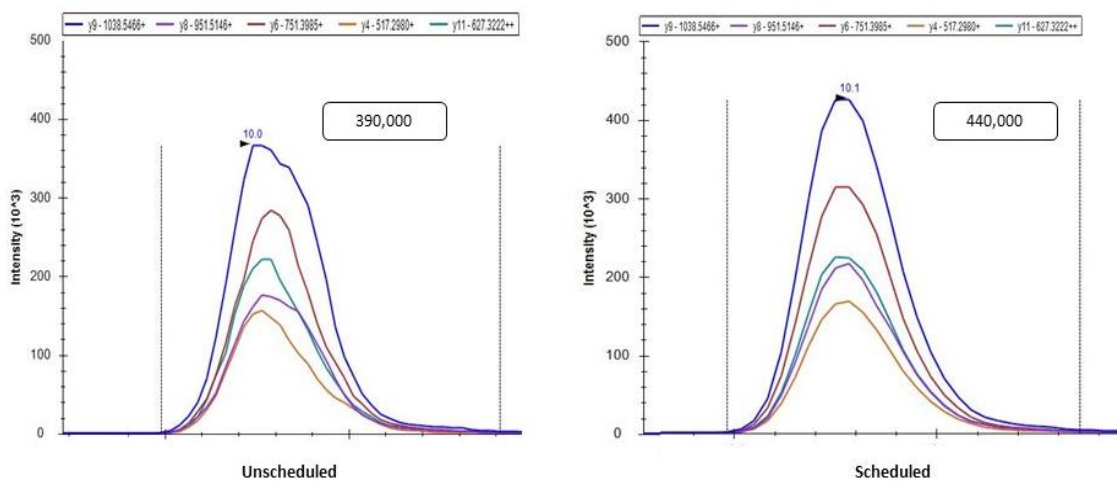 y9 - 1038.5466+ y8 - 951.5146+ y6 - 751.3985+ y4 - 517.2980+ y11 - 627.3222++
500
400
300
200
100
0
Intensity (10^3)
10.0
390,000
Unscheduled
y9 - 1038.5466+ y8 - 951.5146+ y6 - 751.3985+ y4 - 517.2980+ y11 - 627.3222++
500
400
300
200
100
0
Intensity (10^3)
10.1
440,000
Scheduled